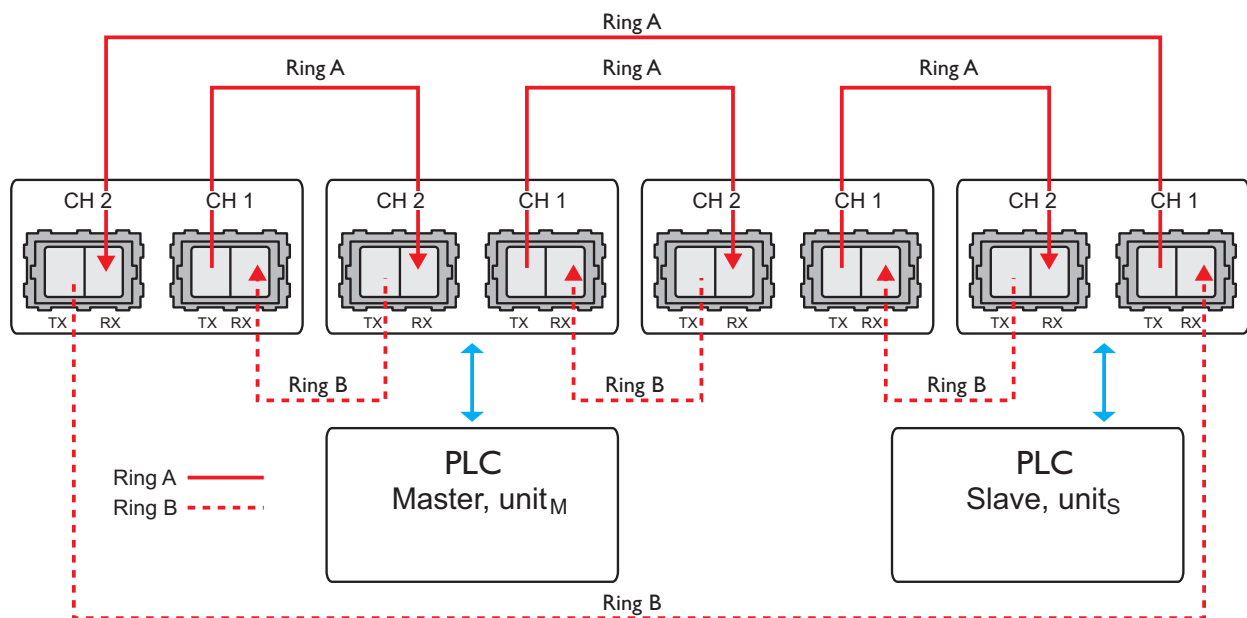 Ring A
Ring A
Ring A
Ring A
CH 2
CH 1
CH 2
CH 1
CH 2
CH 1
CH 2
CH 1
TX
RX
TX
RX
TX
RX
TX
RX
TX
RX
TX
RX
TX
RX
TX
RX
Ring B
Ring B
Ring B
PLC
Master, unitM
PLC
Slave, unitS
Ring A
Ring B
Ring B